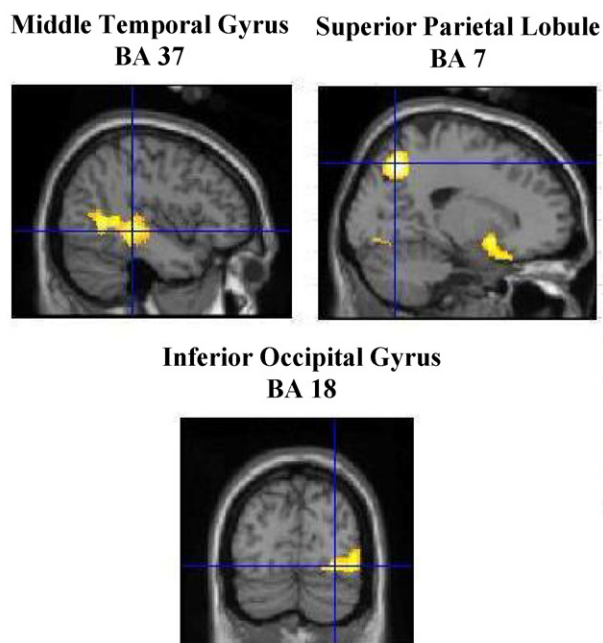 Middle Temporal Gyrus
BA 37
Superior Parietal Lobule
BA 7
Inferior Occipital Gyrus
BA 18